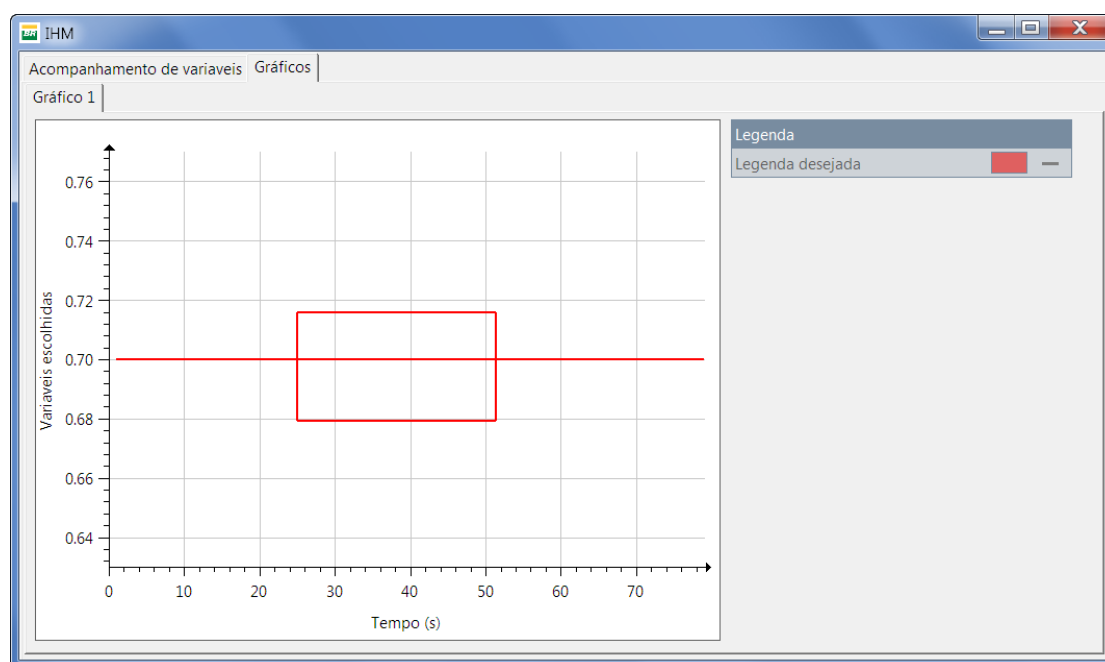 BR IHM
Acompanhamento de variaveis Gráficos
Gráfico 1
Legenda
Legenda desejada
Variaveis escolhidas
0.76
0.74
0.72
0.70
0.68
0.66
0.64
0 10 20 30 40 50 60 70
Tempo (s)